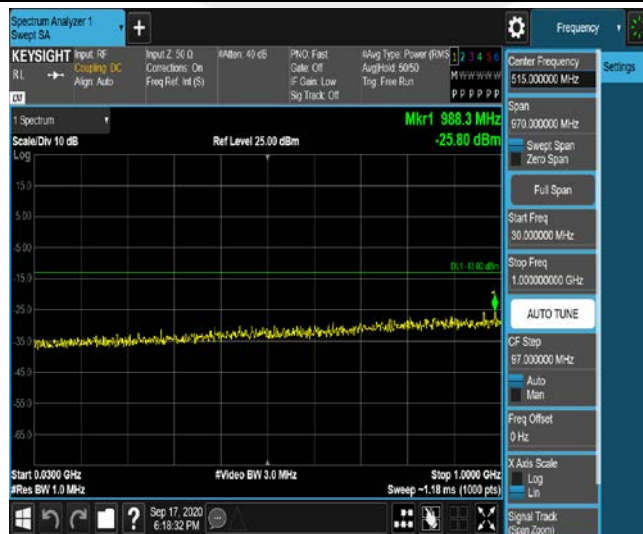 Spectrum Analyzer 1
Swept SA
+
Frequency
KEYSIGHT
Input: RF
Input Z: 50 Ω
#Atten: 40 dB
PNO: Fast
#Avg Type: Power (RMS
1 2 3 4 5 6
RL
Coupling: DC
Corrections: On
Gate: Off
Avg|Hold: 50/50
M W W W W W
Align: Auto
Freq Ref: Int (S)
IF Gain: Low
Trig: Free Run
Sig Track: Off
P P P P P P
LXI
1 Spectrum
Mkr1 988.3 MHz
Scale/Div 10 dB
Ref Level 25.00 dBm
-25.80 dBm
Log
15.0
5.00
-5.00
-15.0
-25.0
-35.0
-45.0
-55.0
-65.0
DL1 -13.00 dBm
Start 0.0300 GHz
#Video BW 3.0 MHz
Stop 1.0000 GHz
#Res BW 1.0 MHz
Sweep ~1.18 ms (1000 pts)
Sep 17, 2020
6:18:32 PM
Center Frequency
515.000000 MHz
Settings
Span
970.000000 MHz
Swept Span
Zero Span
Full Span
Start Freq
30.000000 MHz
Stop Freq
1.000000000 GHz
AUTO TUNE
CF Step
97.000000 MHz
Auto
Man
Freq Offset
0 Hz
X Axis Scale
Log
Lin
Signal Track
(Span Zoom)